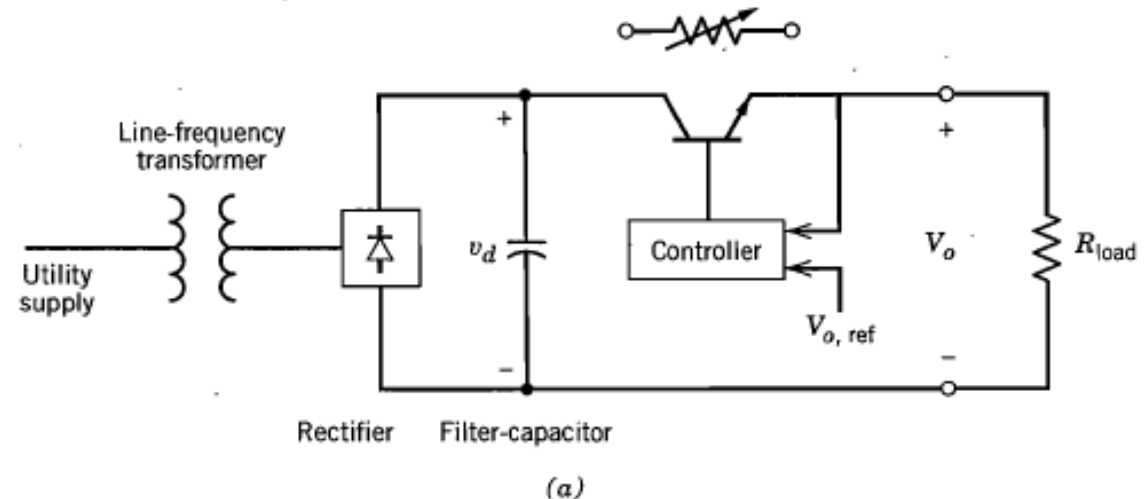 Line-frequency
transformer
Utility
supply
+
v_d
−
Controller
V_o, ref
+
V_o
−
R_load
Rectifier
Filter-capacitor
(a)